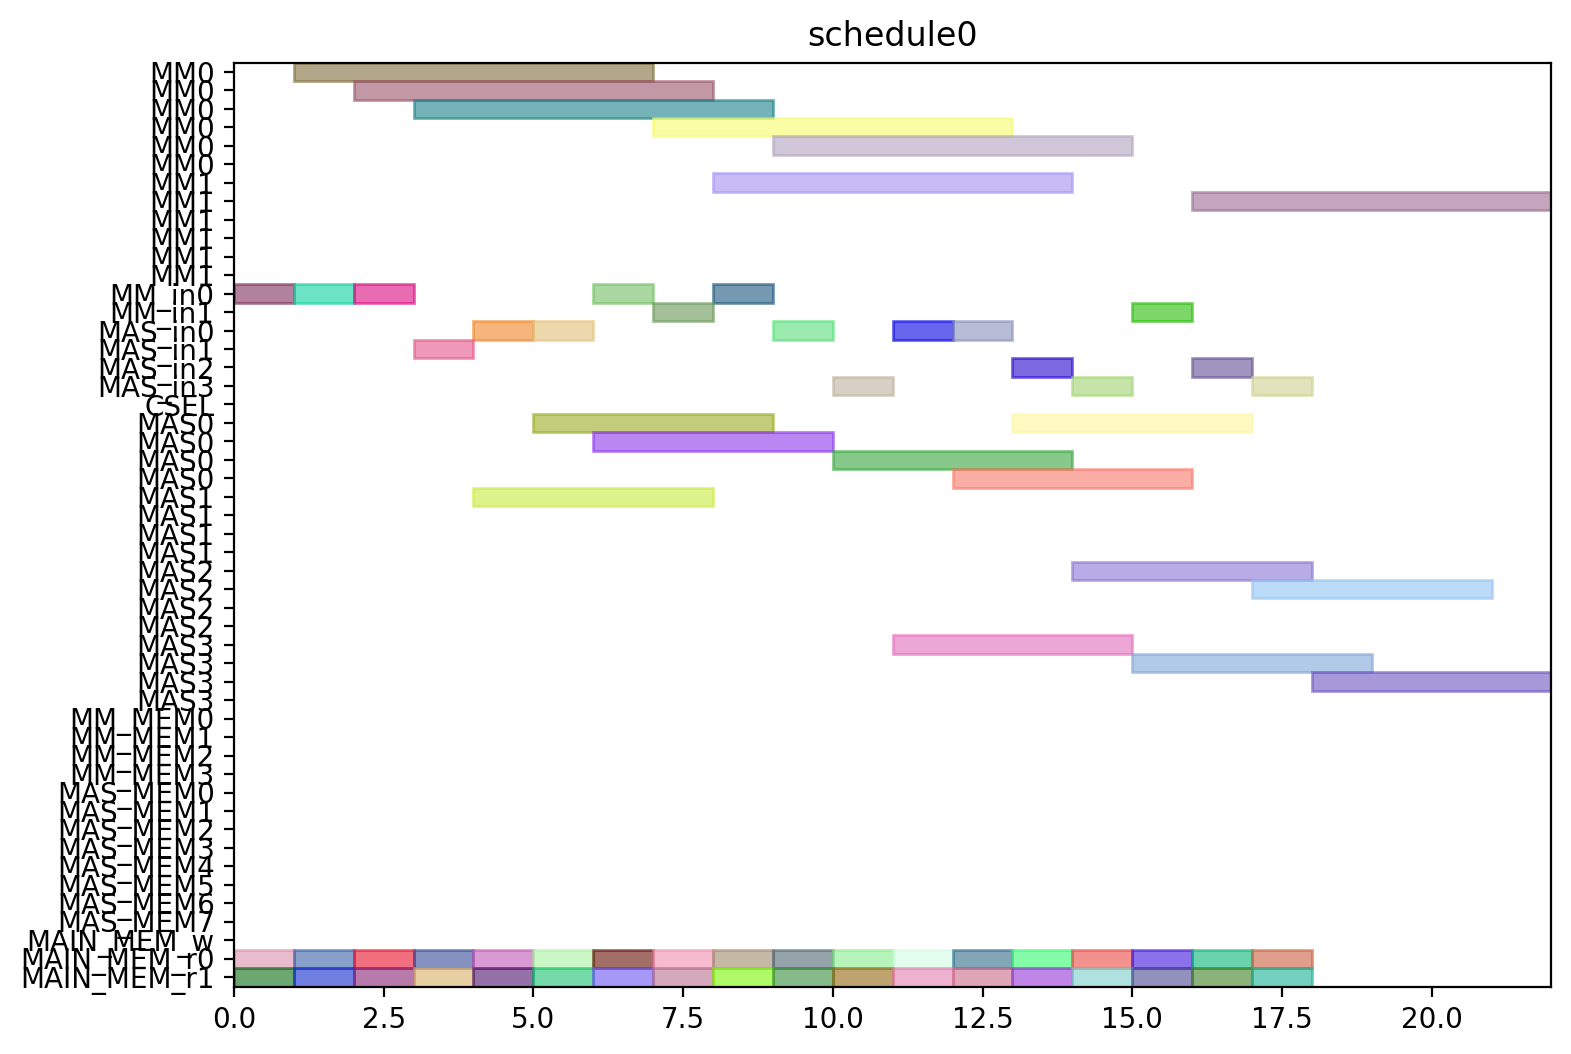 schedule0
MM0
MM0
MM0
MM0
MM0
MM0
MM1
MM1
MM1
MM1
MM1
MM1
MM_in0
MM_in1
MAS_in0
MAS_in1
MAS_in2
MAS_in3
CSEL
MAS0
MAS0
MAS0
MAS0
MAS1
MAS1
MAS1
MAS1
MAS2
MAS2
MAS2
MAS2
MAS3
MAS3
MAS3
MAS3
MM_MEM0
MM_MEM1
MM_MEM2
MM_MEM3
MAS_MEM0
MAS_MEM1
MAS_MEM2
MAS_MEM3
MAS_MEM4
MAS_MEM5
MAS_MEM6
MAS_MEM7
MAIN_MEM_w
MAIN_MEM_r0
MAIN_MEM_r1
0.0 2.5 5.0 7.5 10.0 12.5 15.0 17.5 20.0